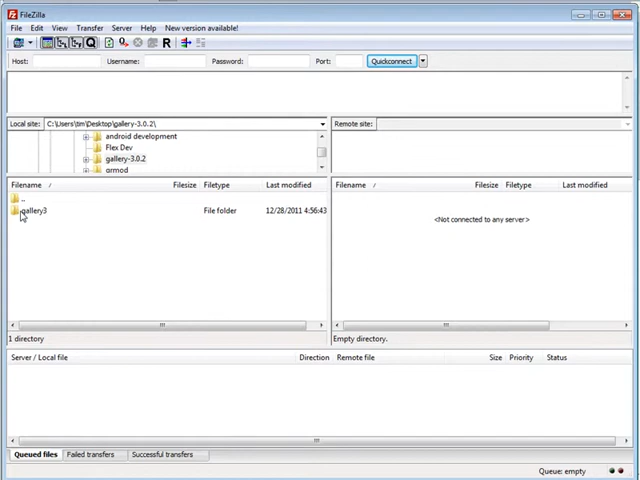 FileZilla
File Edit View Transfer Server Help New version available!
Host: Username: Password: Port: Quickconnect
Local site: C:\Users\tim\Desktop\gallery-3.0.2\ Remote site:
android development
Flex Dev
gallery-3.0.2
grmod
Filename / Filesize Filetype Last modified Filename / Filesize Filetype Last modified
..
gallery3 File folder 12/28/2011 4:56:43
<Not connected to any server>
1 directory Empty directory.
Server / Local file Direction Remote file Size Priority Status
Queued files Failed transfers Successful transfers
Queue: empty